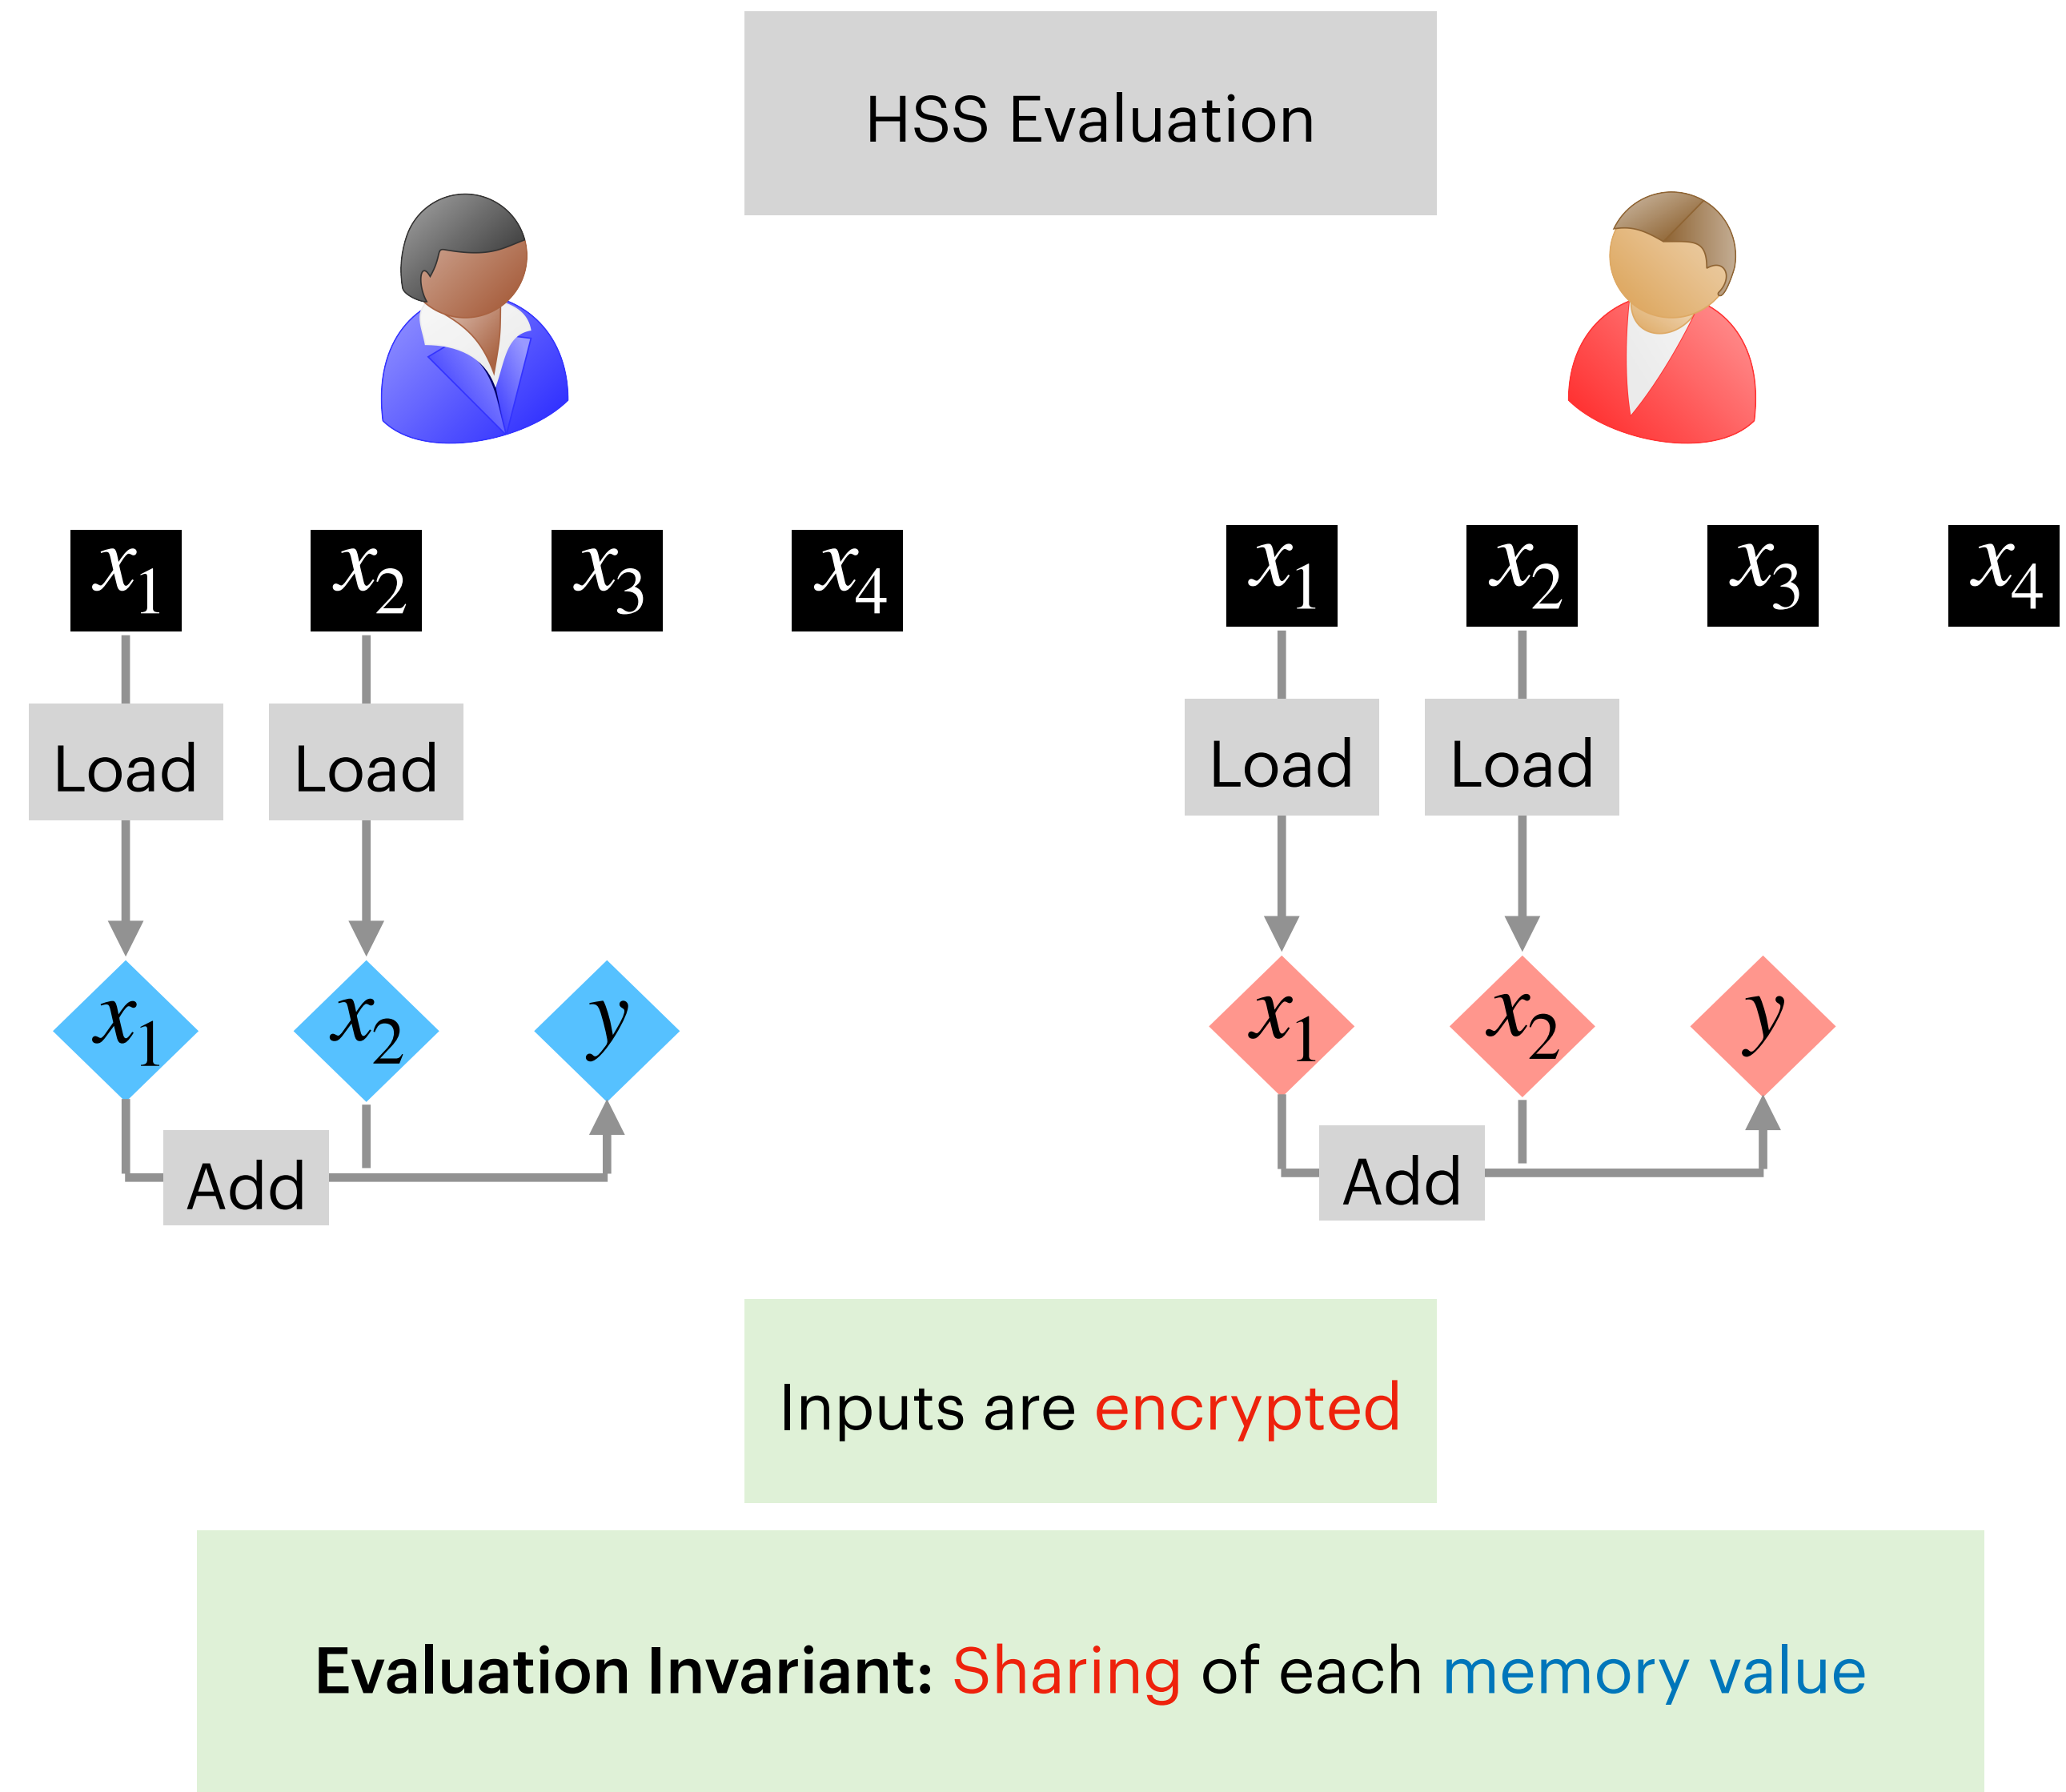 HSS Evaluation
x1 x2 x3 x4 x1 x2 x3 x4
Load Load Load Load
x1 x2 y x1 x2 y
Add Add
Inputs are encrypted
Evaluation Invariant: Sharing of each memory value